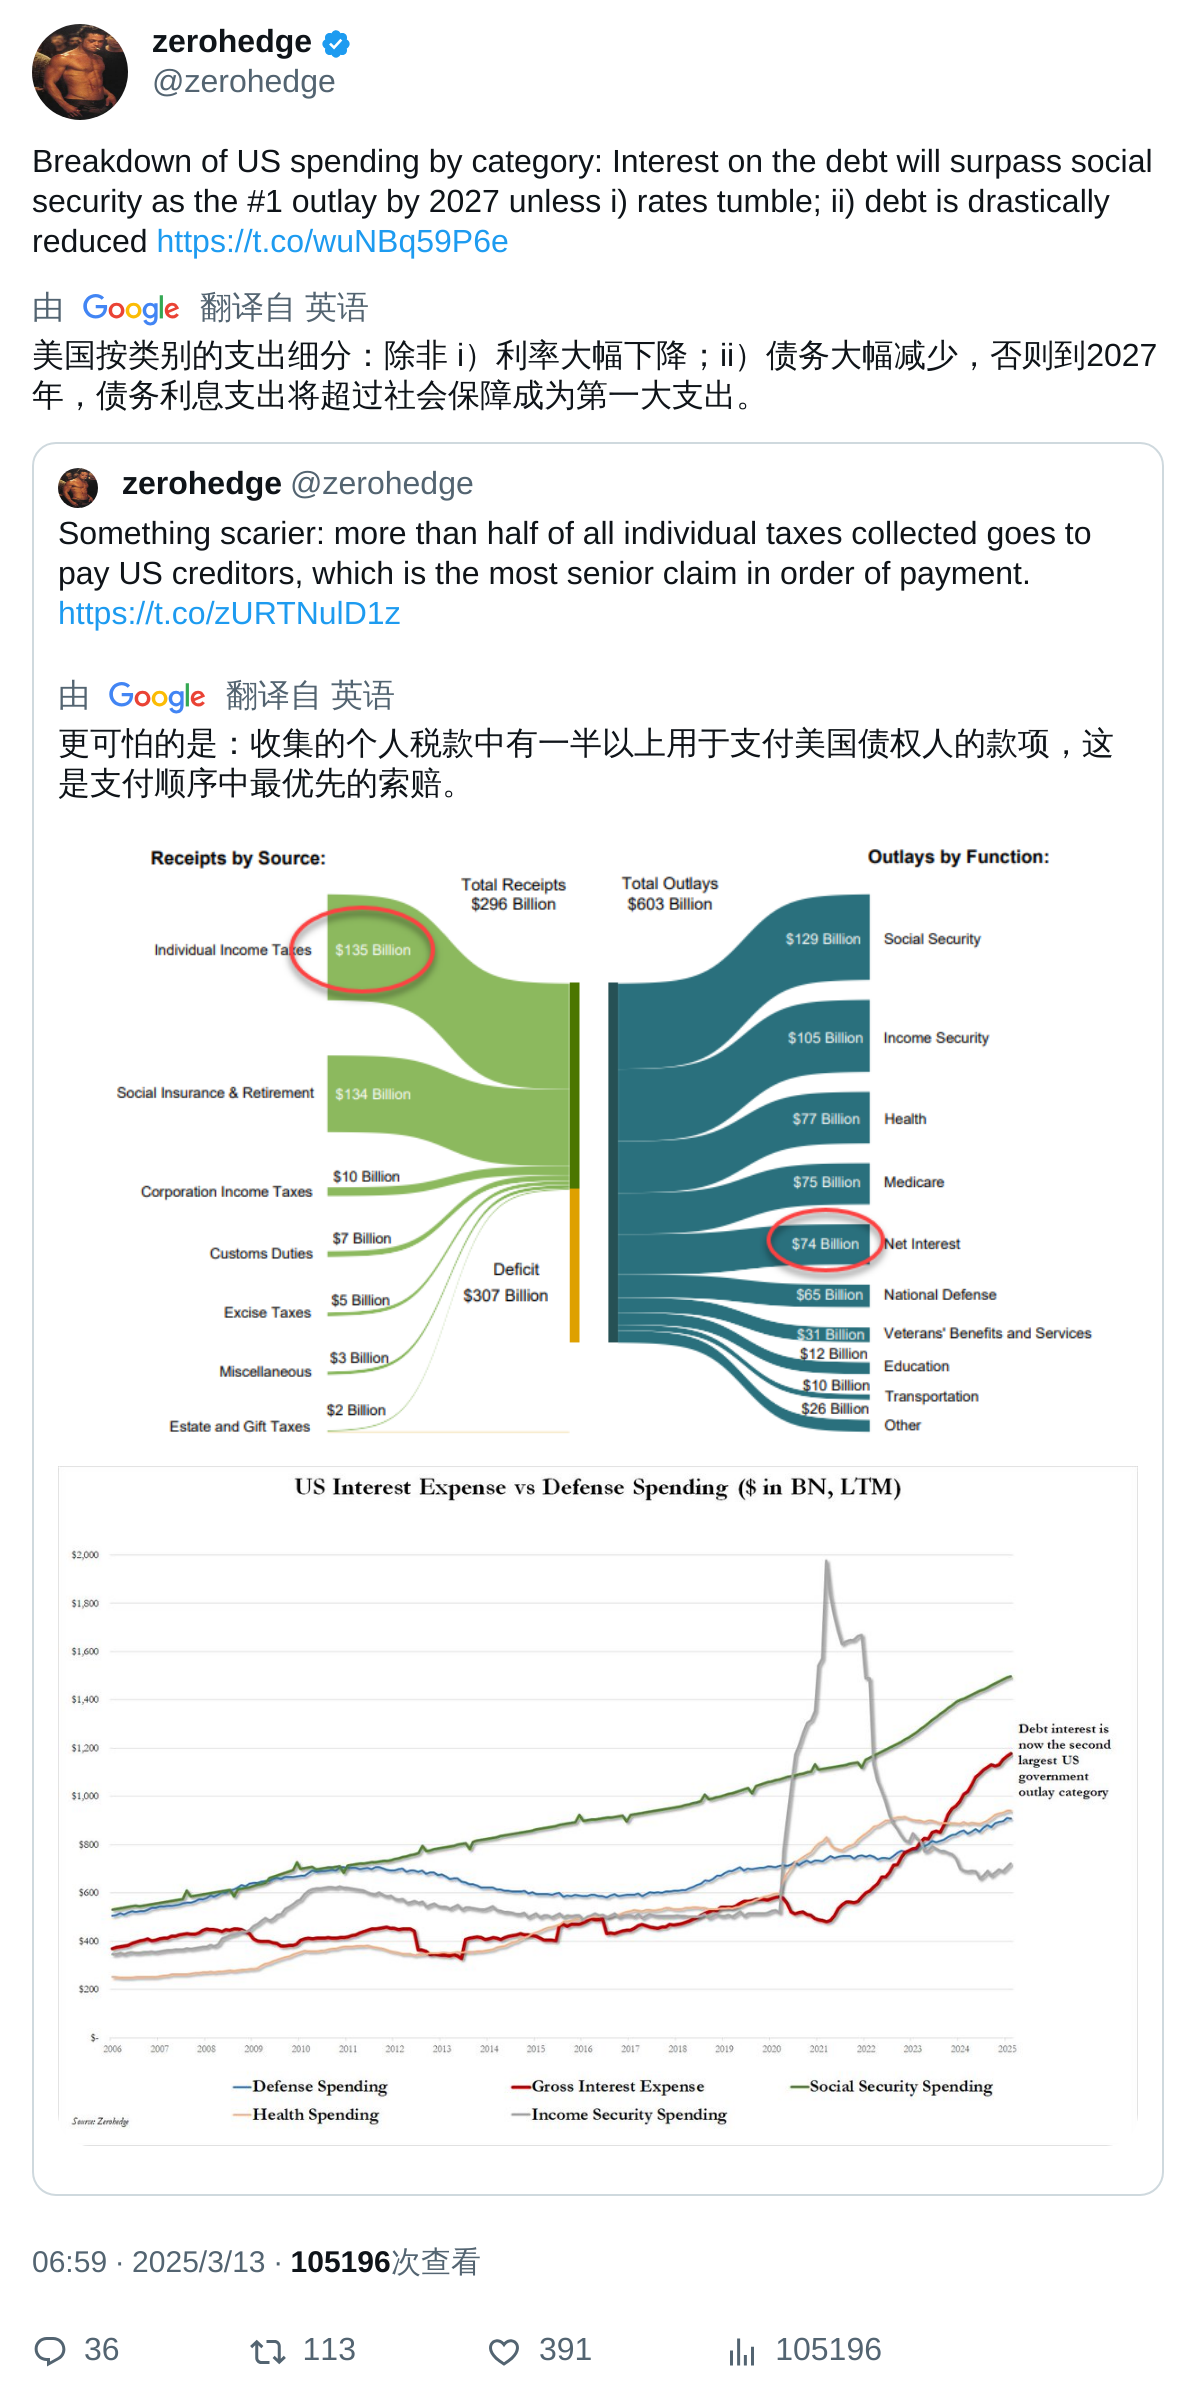 zerohedge
@zerohedge
Breakdown of US spending by category: Interest on the debt will surpass social
security as the #1 outlay by 2027 unless i) rates tumble; ii) debt is drastically
reduced https://t.co/wuNBq59P6e
由 Google 翻译自 英语
美国按类别的支出细分：除非 i）利率大幅下降；ii）债务大幅减少，否则到2027
年，债务利息支出将超过社会保障成为第一大支出。
zerohedge @zerohedge
Something scarier: more than half of all individual taxes collected goes to
pay US creditors, which is the most senior claim in order of payment.
https://t.co/zURTNulD1z
由 Google 翻译自 英语
更可怕的是：收集的个人税款中有一半以上用于支付美国债权人的款项，这
是支付顺序中最优先的索赔。
Receipts by Source:
Outlays by Function:
Total Receipts
$296 Billion
Total Outlays
$603 Billion
Individual Income Taxes $135 Billion
Social Insurance & Retirement $134 Billion
$10 Billion
Corporation Income Taxes
$7 Billion
Customs Duties
$5 Billion
Excise Taxes
$3 Billion
Miscellaneous
$2 Billion
Estate and Gift Taxes
Deficit
$307 Billion
$129 Billion Social Security
$105 Billion Income Security
$77 Billion Health
$75 Billion Medicare
$74 Billion Net Interest
$65 Billion National Defense
$31 Billion Veterans' Benefits and Services
$12 Billion Education
$10 Billion Transportation
$26 Billion Other
US Interest Expense vs Defense Spending ($ in BN, LTM)
$2,000
$1,800
$1,600
$1,400
$1,200
$1,000
$800
$600
$400
$200
$-
2006 2007 2008 2009 2010 2011 2012 2013 2014 2015 2016 2017 2018 2019 2020 2021 2022 2023 2024 2025
Debt interest is
now the second
largest US
government
outlay category
Defense Spending Gross Interest Expense Social Security Spending
Health Spending Income Security Spending
Source: Zerohedge
06:59 · 2025/3/13 · 105196次查看
36 113 391 105196